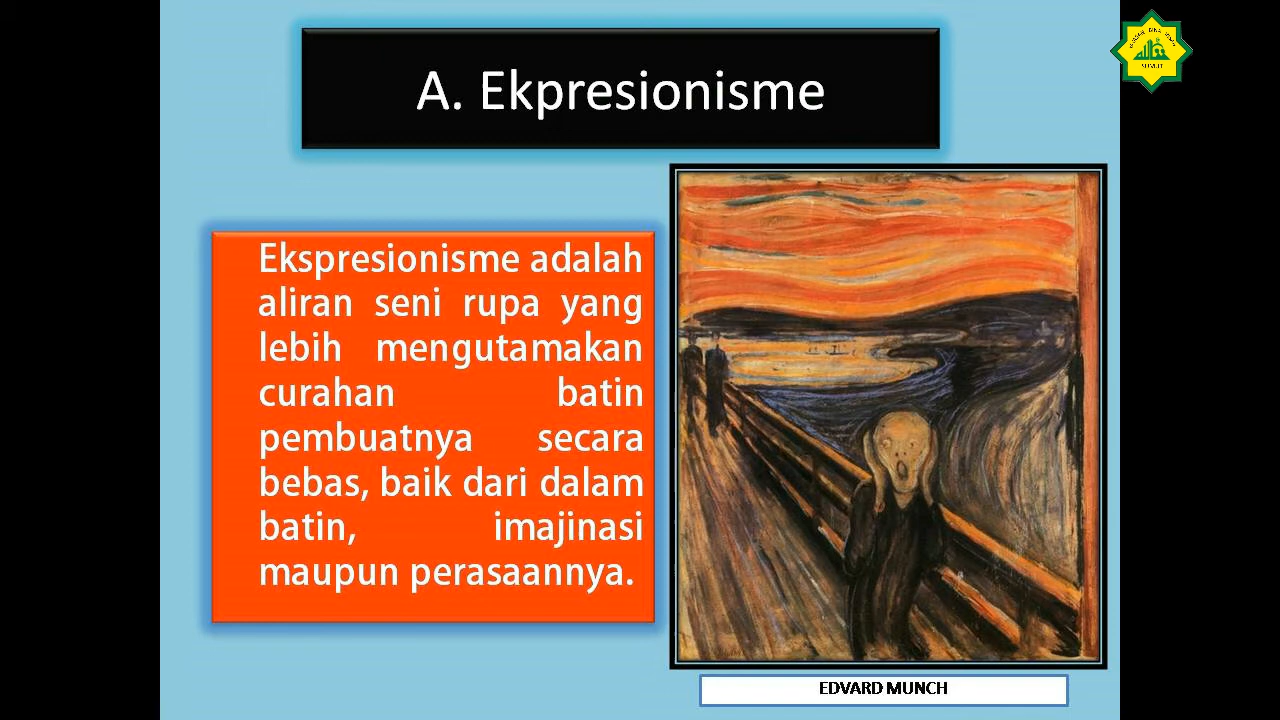 A. Ekpresionisme
Ekspresionisme adalah
aliran seni rupa yang
lebih mengutamakan
curahan batin
pembuatnya secara
bebas, baik dari dalam
batin, imajinasi
maupun perasaannya.
EDVARD MUNCH